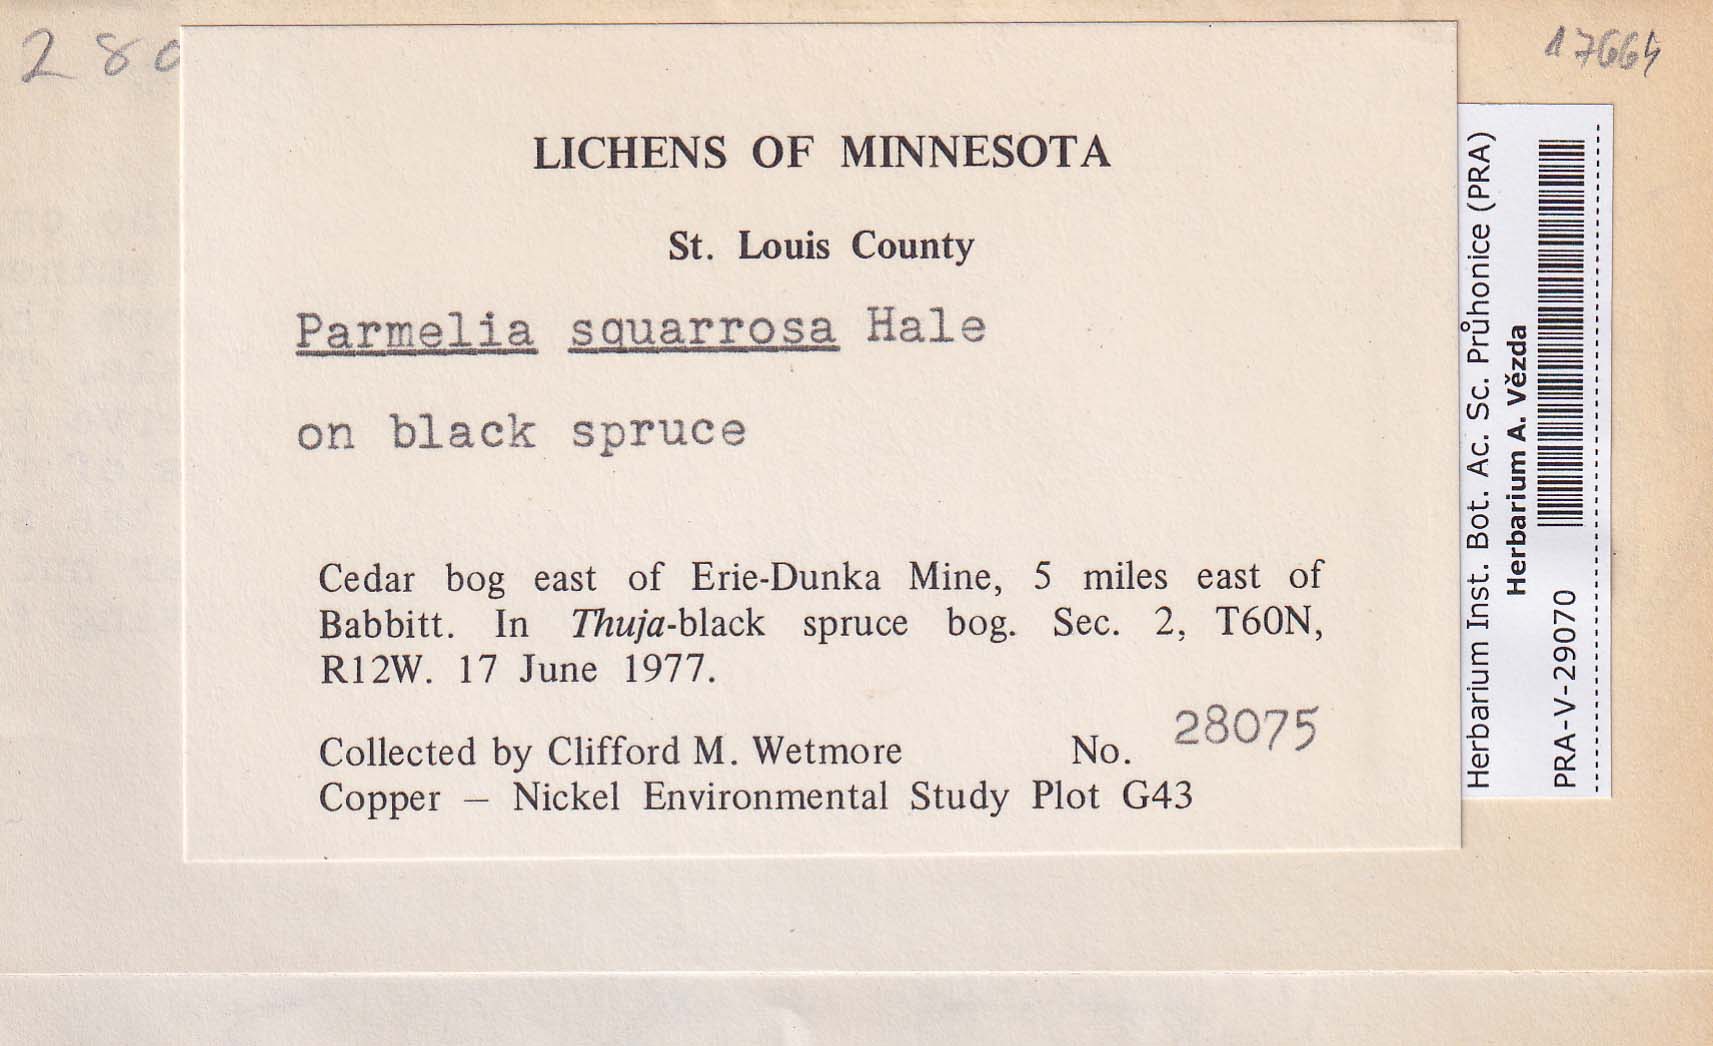 280
17664
LICHENS OF MINNESOTA
St. Louis County
Parmelia squarrosa Hale
on black spruce
Cedar bog east of Erie-Dunka Mine, 5 miles east of
Babbitt. In Thuja-black spruce bog. Sec. 2, T60N,
R12W. 17 June 1977.
Collected by Clifford M. Wetmore No. 28075
Copper — Nickel Environmental Study Plot G43
Herbarium Inst. Bot. Ac. Sc. Průhonice (PRA)
Herbarium A. Vězda
PRA-V-29070